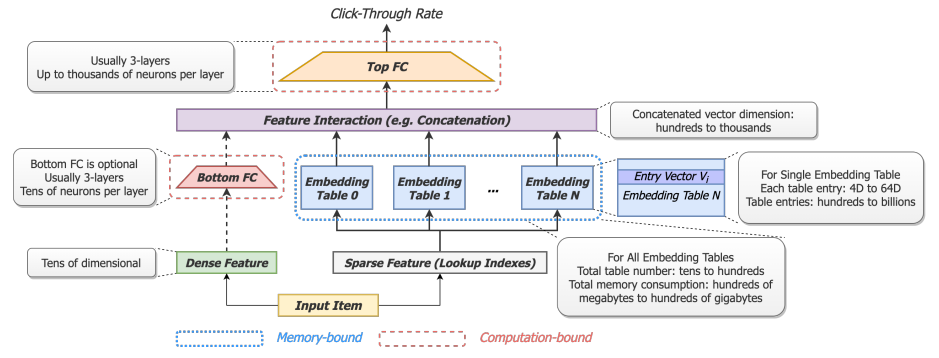 Click-Through Rate
Usually 3-layers
Up to thousands of neurons per layer
Top FC
Feature Interaction (e.g. Concatenation)
Concatenated vector dimension:
hundreds to thousands
Bottom FC is optional
Usually 3-layers
Tens of neurons per layer
Bottom FC
Embedding
Table 0
Embedding
Table 1
...
Embedding
Table N
Entry Vector Vi
Embedding Table N
For Single Embedding Table
Each table entry: 4D to 64D
Table entries: hundreds to billions
Tens of dimensional
Dense Feature
Sparse Feature (Lookup Indexes)
For All Embedding Tables
Total table number: tens to hundreds
Total memory consumption: hundreds of
megabytes to hundreds of gigabytes
Input Item
Memory-bound
Computation-bound